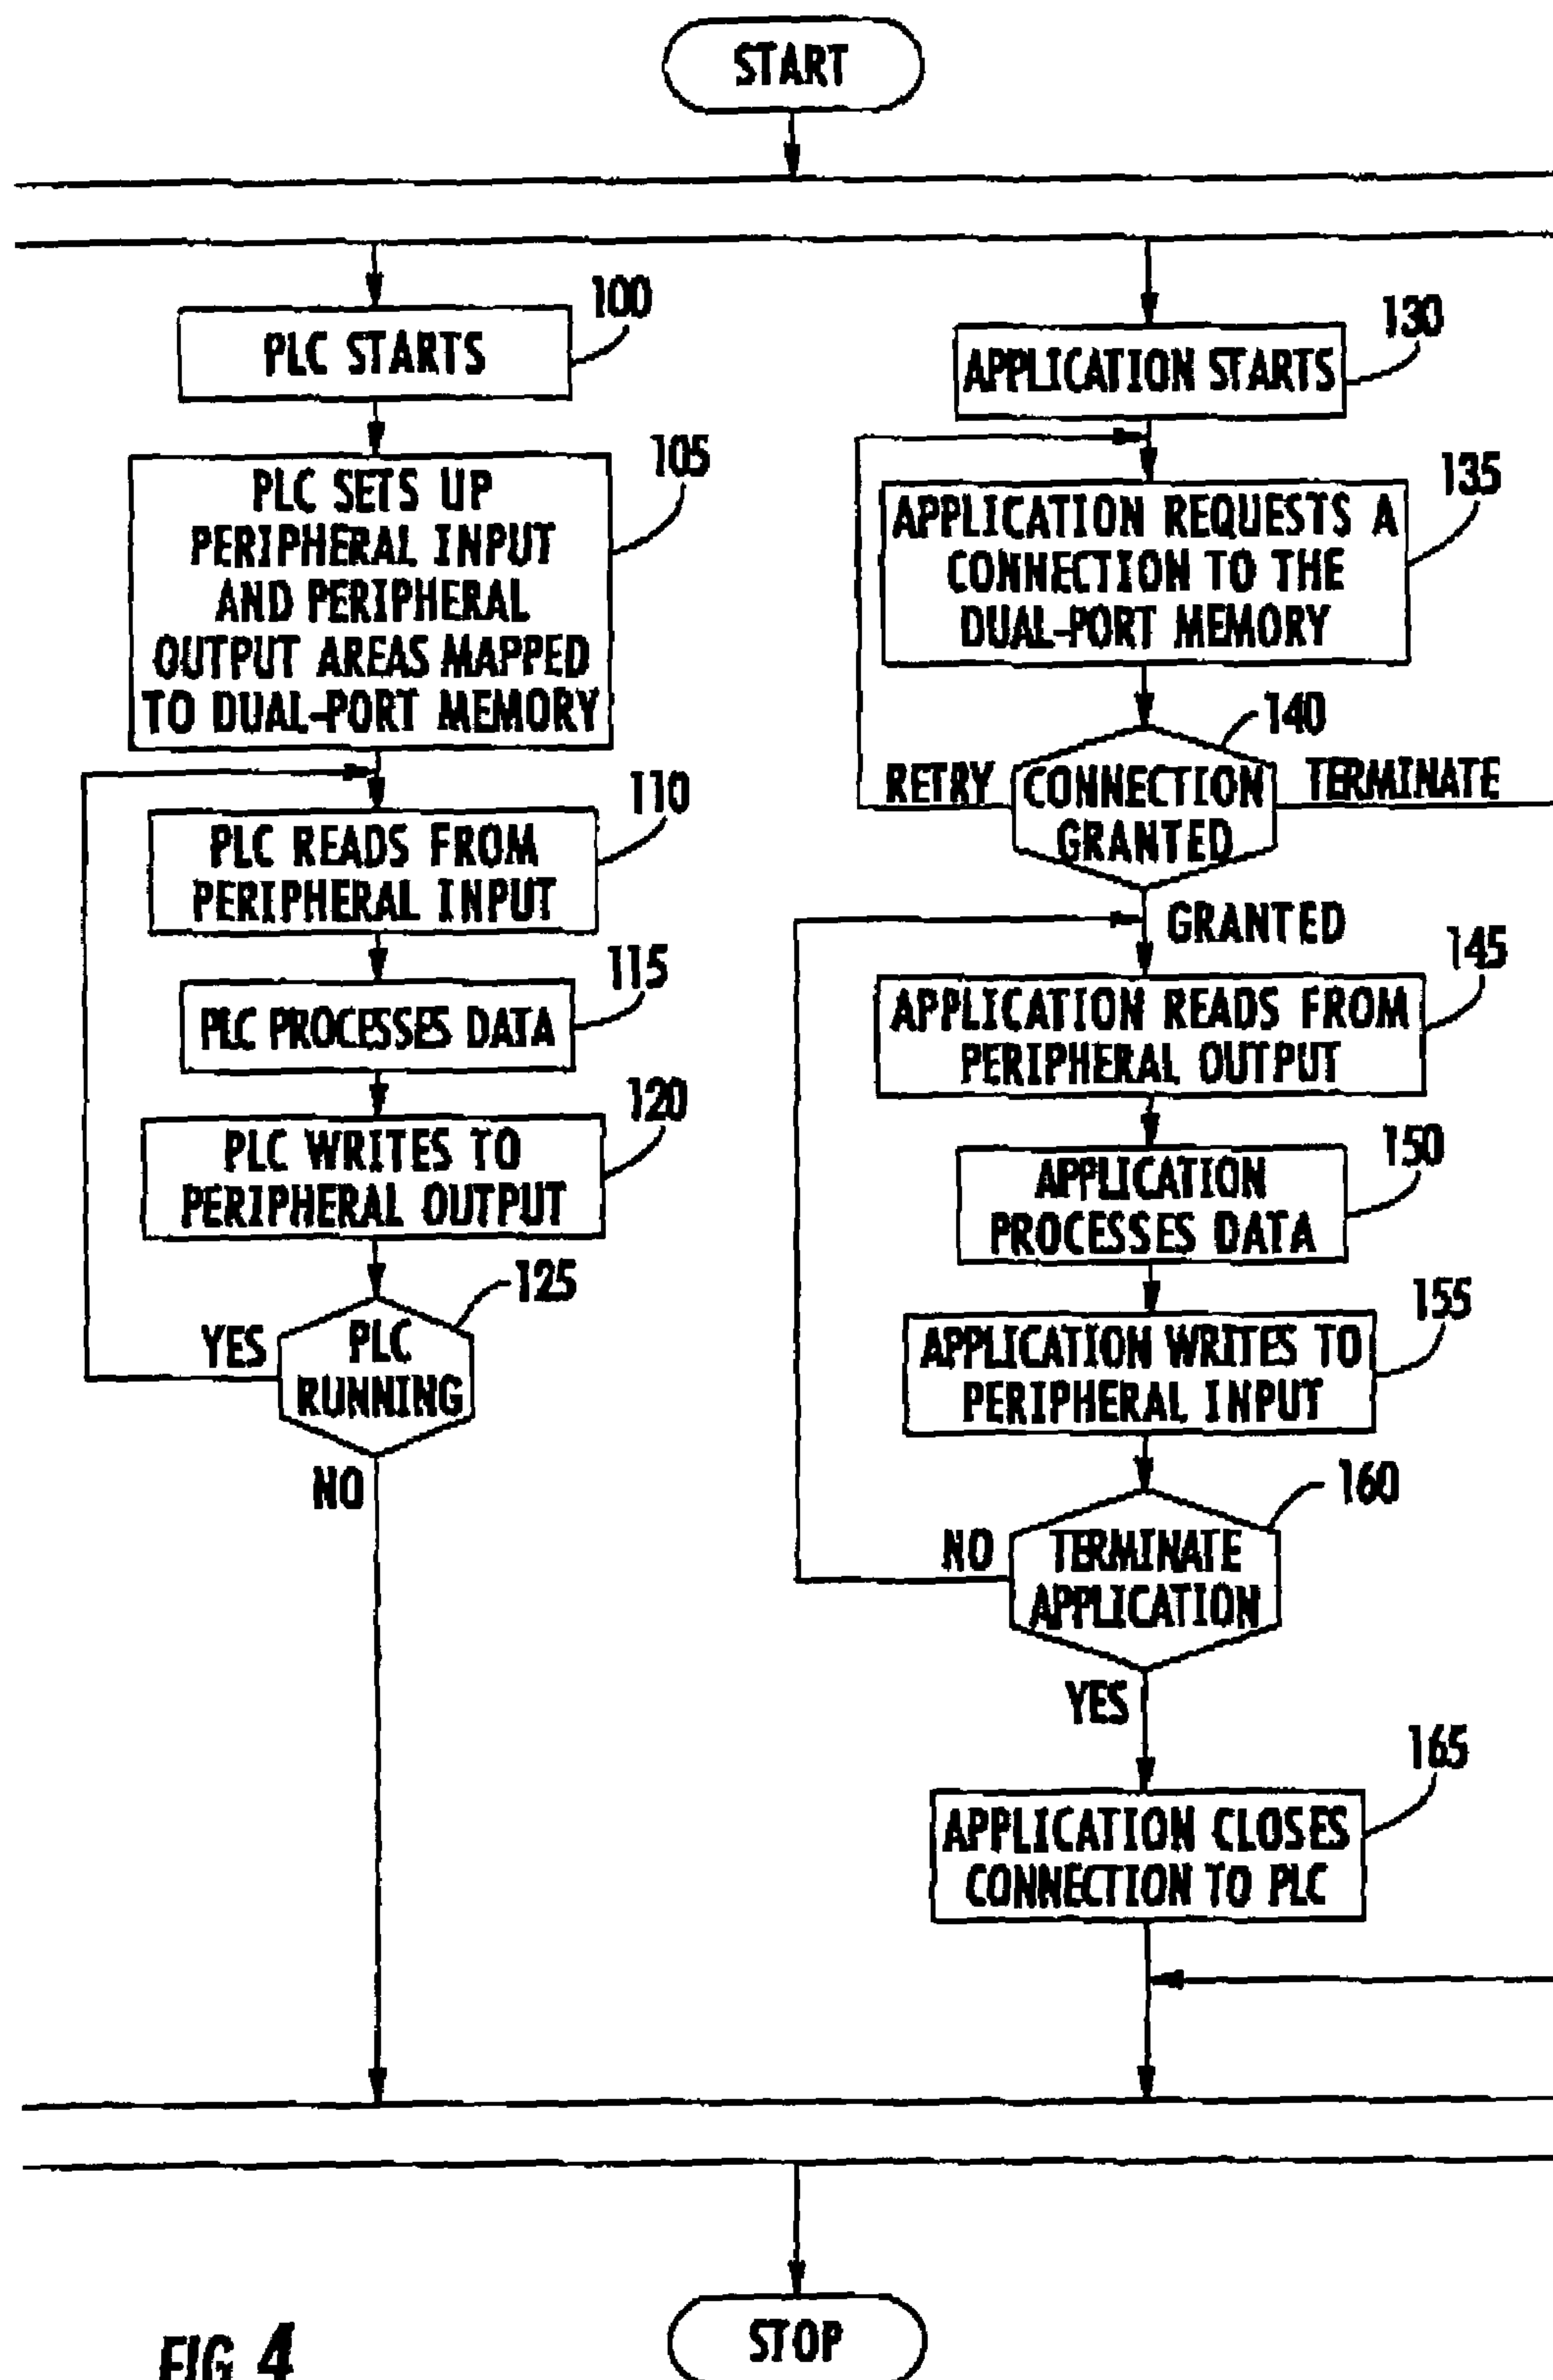 START
100
PLC STARTS
105
PLC SETS UP
PERIPHERAL INPUT
AND PERIPHERAL
OUTPUT AREAS MAPPED
TO DUAL-PORT MEMORY
110
PLC READS FROM
PERIPHERAL INPUT
115
PLC PROCESSES DATA
120
PLC WRITES TO
PERIPHERAL OUTPUT
125
YES
PLC
RUNNING
NO
130
APPLICATION STARTS
135
APPLICATION REQUESTS A
CONNECTION TO THE
DUAL-PORT MEMORY
140
RETRY
CONNECTION
GRANTED
TERMINATE
GRANTED
145
APPLICATION READS FROM
PERIPHERAL OUTPUT
150
APPLICATION
PROCESSES DATA
155
APPLICATION WRITES TO
PERIPHERAL INPUT
160
NO
TERMINATE
APPLICATION
YES
165
APPLICATION CLOSES
CONNECTION TO PLC
STOP
FIG 4